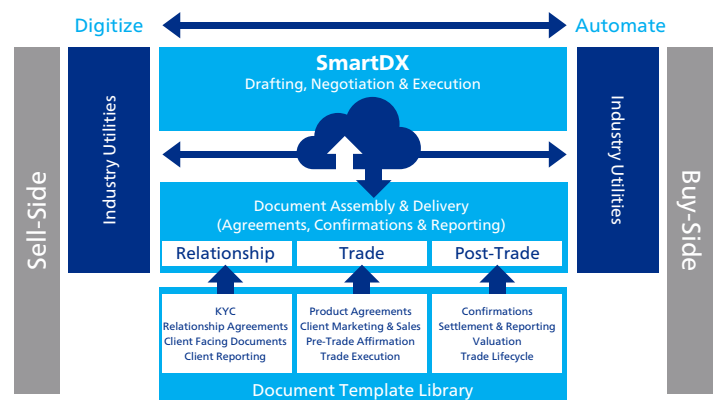 Digitize
Automate
Sell-Side
Industry Utilities
SmartDX
Drafting, Negotiation & Execution
Industry Utilities
Buy-Side
Document Assembly & Delivery
(Agreements, Confirmations & Reporting)
Relationship
Trade
Post-Trade
KYC
Relationship Agreements
Client Facing Documents
Client Reporting
Product Agreements
Client Marketing & Sales
Pre-Trade Affirmation
Trade Execution
Confirmations
Settlement & Reporting
Valuation
Trade Lifecycle
Document Template Library